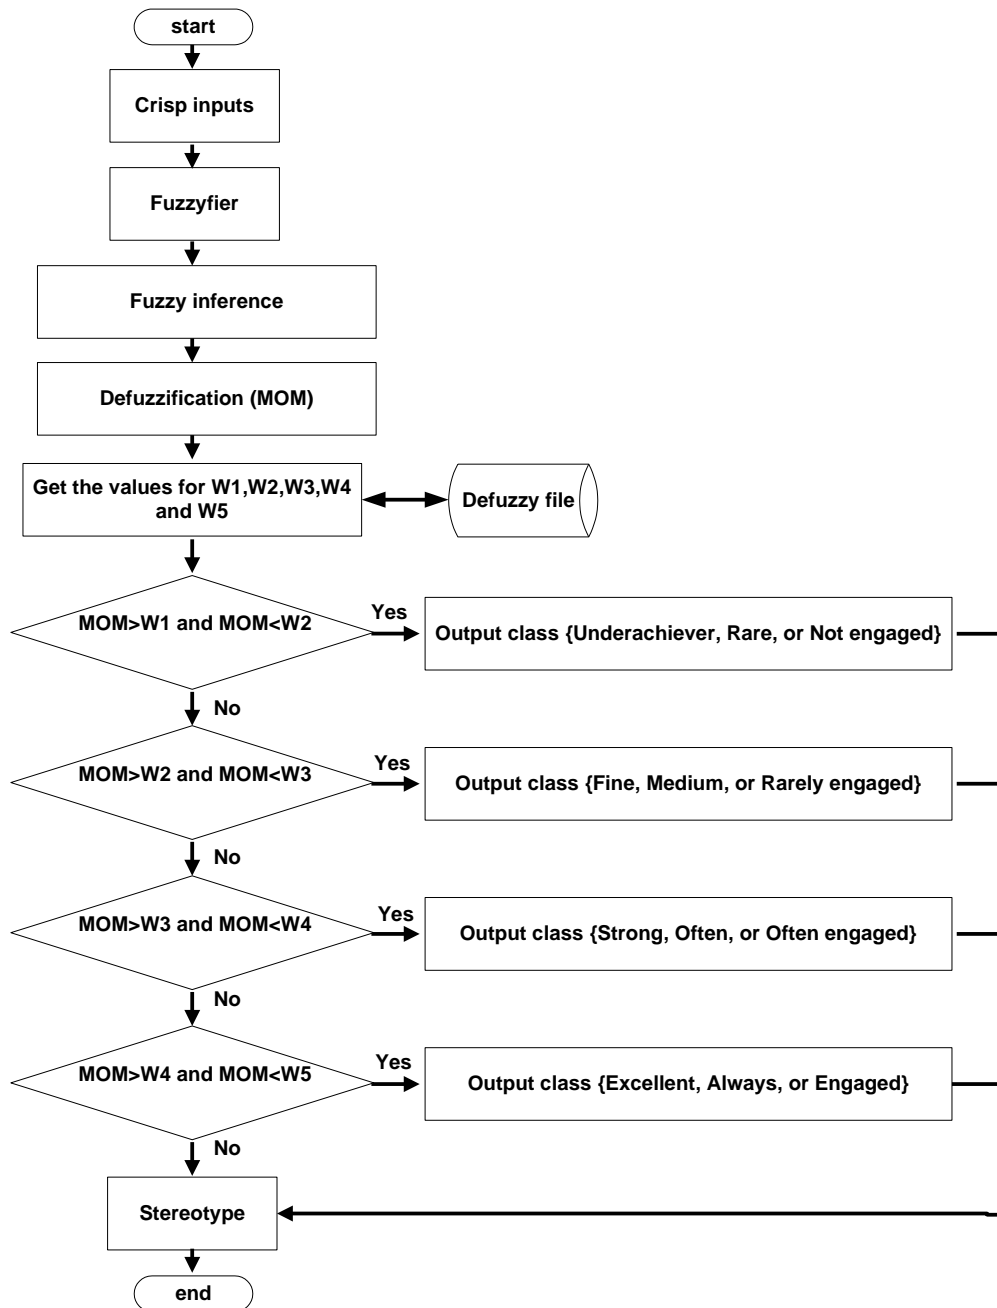 start
Crisp inputs
Fuzzyfier
Fuzzy inference
Defuzzification (MOM)
Get the values for W1,W2,W3,W4
and W5
Defuzzy file
MOM>W1 and MOM<W2
Yes
Output class {Underachiever, Rare, or Not engaged}
No
MOM>W2 and MOM<W3
Yes
Output class {Fine, Medium, or Rarely engaged}
No
MOM>W3 and MOM<W4
Yes
Output class {Strong, Often, or Often engaged}
No
MOM>W4 and MOM<W5
Yes
Output class {Excellent, Always, or Engaged}
No
Stereotype
end